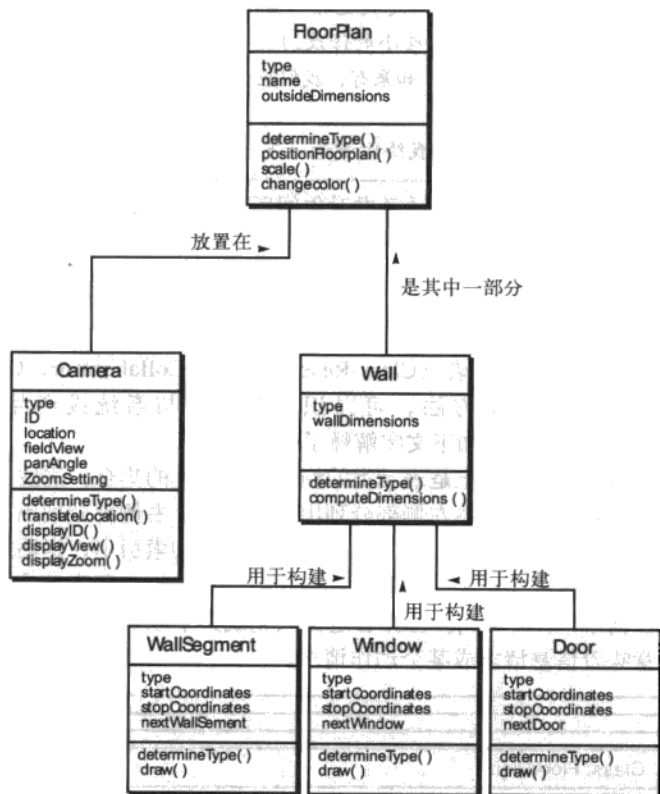 FloorPlan
type
name
outsideDimensions
determineType( )
positionFloorplan( )
scale( )
changecolor( )
放置在
是其中一部分
Camera
type
ID
location
fieldView
panAngle
ZoomSetting
determineType( )
translateLocation( )
displayID( )
displayView( )
displayZoom( )
Wall
type
wallDimensions
determineType( )
computeDimensions ( )
用于构建
用于构建
用于构建
WallSegment
type
startCoordinates
stopCoordinates
nextWallSement
determineType( )
draw( )
Window
type
startCoordinates
stopCoordinates
nextWindow
determineType( )
draw( )
Door
type
startCoordinates
stopCoordinates
nextDoor
determineType( )
draw( )